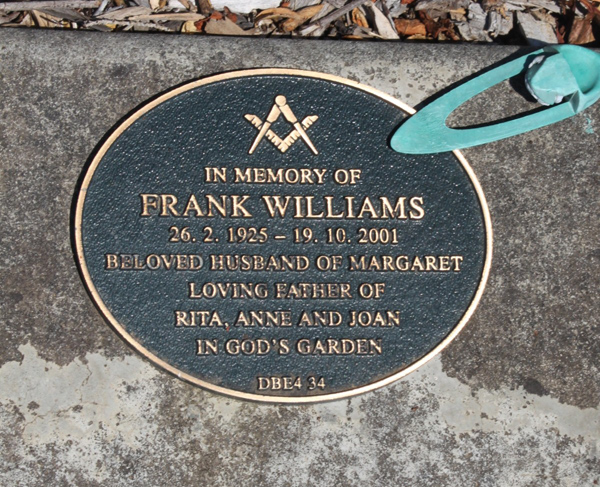 IN MEMORY OF
FRANK WILLIAMS
26. 2. 1925 – 19. 10. 2001
BELOVED HUSBAND OF MARGARET
LOVING FATHER OF
RITA, ANNE AND JOAN
IN GOD'S GARDEN
DBE4 34